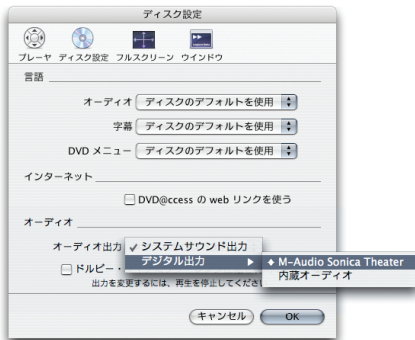 ディスク設定
プレーヤ ディスク設定 フルスクリーン ウインドウ
言語
オーディオ ディスクのデフォルトを使用
字幕 ディスクのデフォルトを使用
DVD メニュー ディスクのデフォルトを使用
インターネット
DVD@ccess の web リンクを使う
オーディオ
オーディオ出力 ✓ システムサウンド出力
デジタル出力 ▶ ◆ M-Audio Sonica Theater
内蔵オーディオ
ドルビー・
出力を変更するには、再生を停止してくださ
キャンセル OK